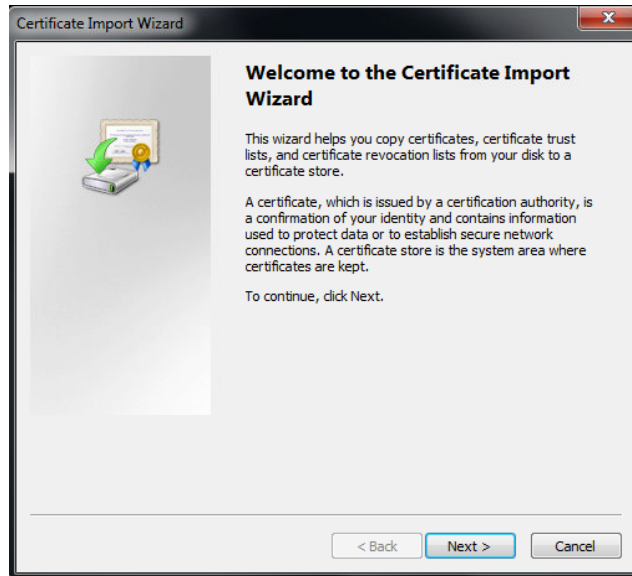 Certificate Import Wizard
Welcome to the Certificate Import
Wizard
This wizard helps you copy certificates, certificate trust
lists, and certificate revocation lists from your disk to a
certificate store.
A certificate, which is issued by a certification authority, is
a confirmation of your identity and contains information
used to protect data or to establish secure network
connections. A certificate store is the system area where
certificates are kept.
To continue, click Next.
< Back Next > Cancel